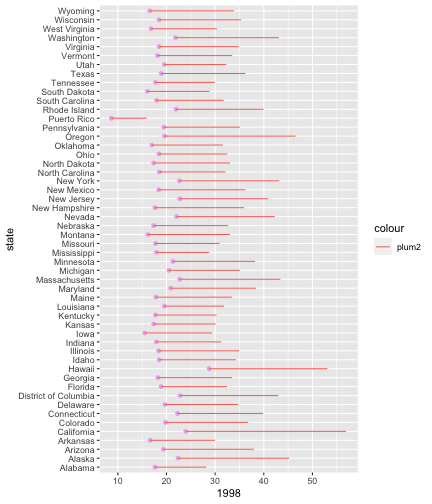 Wyoming
Wisconsin
West Virginia
Washington
Virginia
Vermont
Utah
Texas
Tennessee
South Dakota
South Carolina
Rhode Island
Puerto Rico
Pennsylvania
Oregon
Oklahoma
Ohio
North Dakota
North Carolina
New York
New Mexico
New Jersey
New Hampshire
Nevada
Nebraska
Montana
Missouri
Mississippi
Minnesota
Michigan
Massachusetts
Maryland
Maine
Louisiana
Kentucky
Kansas
Iowa
Indiana
Illinois
Idaho
Hawaii
Georgia
Florida
District of Columbia
Delaware
Connecticut
Colorado
California
Arkansas
Arizona
Alaska
Alabama
state
10 20 30 40 50
1998
colour
plum2